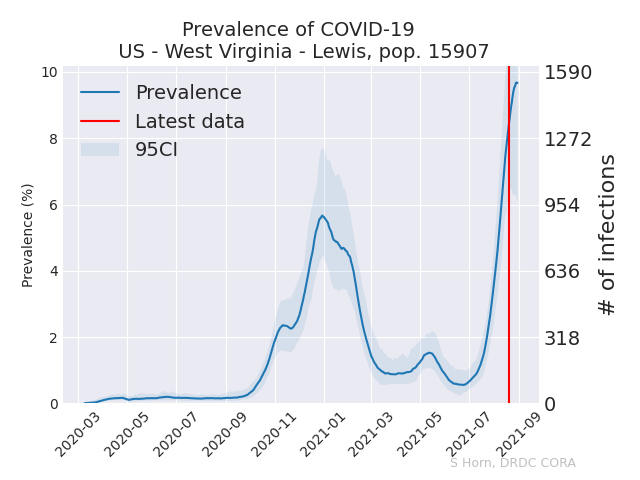 Prevalence of COVID-19
US - West Virginia - Lewis, pop. 15907
Prevalence
Latest data
95CI
Prevalence (%)
10
8
6
4
2
0
1590
1272
954
636
318
0
# of infections
2020-03
2020-05
2020-07
2020-09
2020-11
2021-01
2021-03
2021-05
2021-07
2021-09
S Horn, DRDC CORA